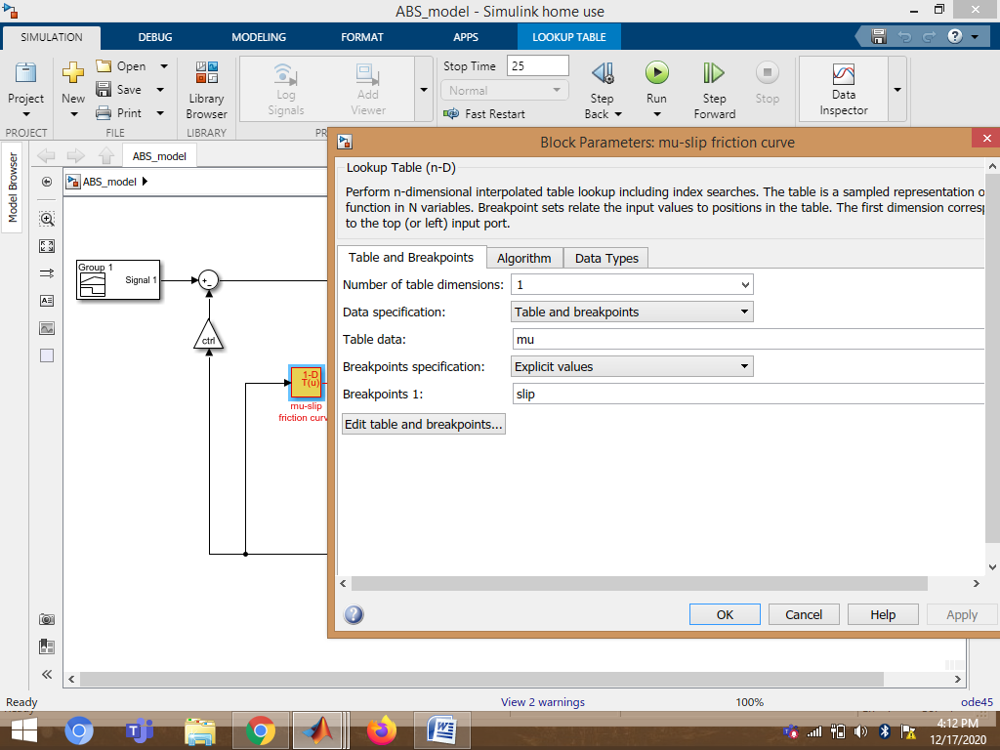 ABS_model - Simulink home use
SIMULATION DEBUG MODELING FORMAT APPS LOOKUP TABLE
Project New Open Save Print Library Browser Log Signals Add Viewer Stop Time 25 Normal Fast Restart Step Back Run Step Forward Stop Data Inspector
PROJECT FILE LIBRARY PR
Model Browser
ABS_model
ABS_model
Group 1
Signal 1
+
-
ctrl
1-D
T(u)
mu-slip
friction curv
Block Parameters: mu-slip friction curve
Lookup Table (n-D)
Perform n-dimensional interpolated table lookup including index searches. The table is a sampled representation o
function in N variables. Breakpoint sets relate the input values to positions in the table. The first dimension corresp
to the top (or left) input port.
Table and Breakpoints Algorithm Data Types
Number of table dimensions: 1
Data specification: Table and breakpoints
Table data: mu
Breakpoints specification: Explicit values
Breakpoints 1: slip
Edit table and breakpoints...
OK Cancel Help Apply
Ready View 2 warnings 100% ode45
4:12 PM
12/17/2020